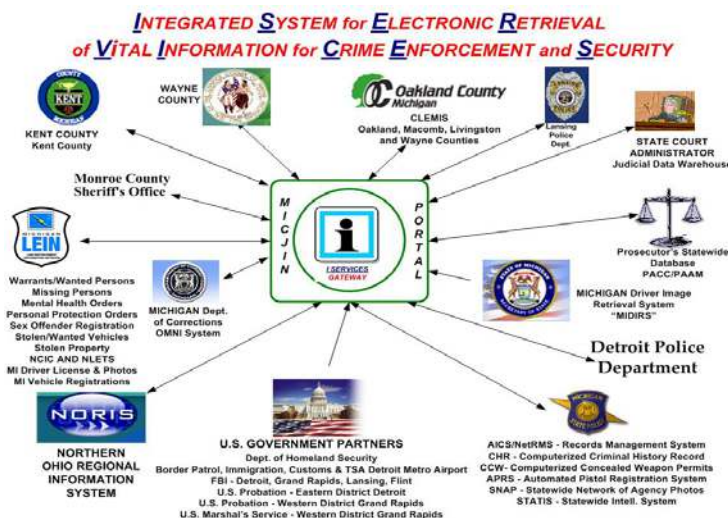 INTEGRATED SYSTEM for ELECTRONIC RETRIEVAL
of VITAL INFORMATION for CRIME ENFORCEMENT and SECURITY
COUNTY
KENT
MICHIGAN
KENT COUNTY
Kent County
WAYNE
COUNTY
Oakland County
Michigan
CLEMIS
Oakland, Macomb, Livingston
and Wayne Counties
Lansing
Police
Dept.
STATE COURT
ADMINISTRATOR
Judicial Data Warehouse
Monroe County
Sheriff's Office
MICJIN
PORTAL
i
I SERVICES
GATEWAY
MICHIGAN
LEIN
Warrants/Wanted Persons
Missing Persons
Mental Health Orders
Personal Protection Orders
Sex Offender Registration
Stolen/Wanted Vehicles
Stolen Property
NCIC AND NLETS
MI Driver License & Photos
MI Vehicle Registrations
MICHIGAN Dept.
of Corrections
OMNI System
Prosecutor's Statewide
Database
PACC/PAAM
MICHIGAN Driver Image
Retrieval System
"MIDIRS"
Detroit Police
Department
NORIS
NORTHERN
OHIO REGIONAL
INFORMATION
SYSTEM
U.S. GOVERNMENT PARTNERS
Dept. of Homeland Security
Border Patrol, Immigration, Customs & TSA Detroit Metro Airport
FBI - Detroit, Grand Rapids, Lansing, Flint
U.S. Probation - Eastern District Detroit
U.S. Probation - Western District Grand Rapids
U.S. Marshal's Service - Western District Grand Rapids
AICS/NetRMS - Records Management System
CHR - Computerized Criminal History Record
CCW- Computerized Concealed Weapon Permits
APRS - Automated Pistol Registration System
SNAP - Statewide Network of Agency Photos
STATIS - Statewide Intell. System